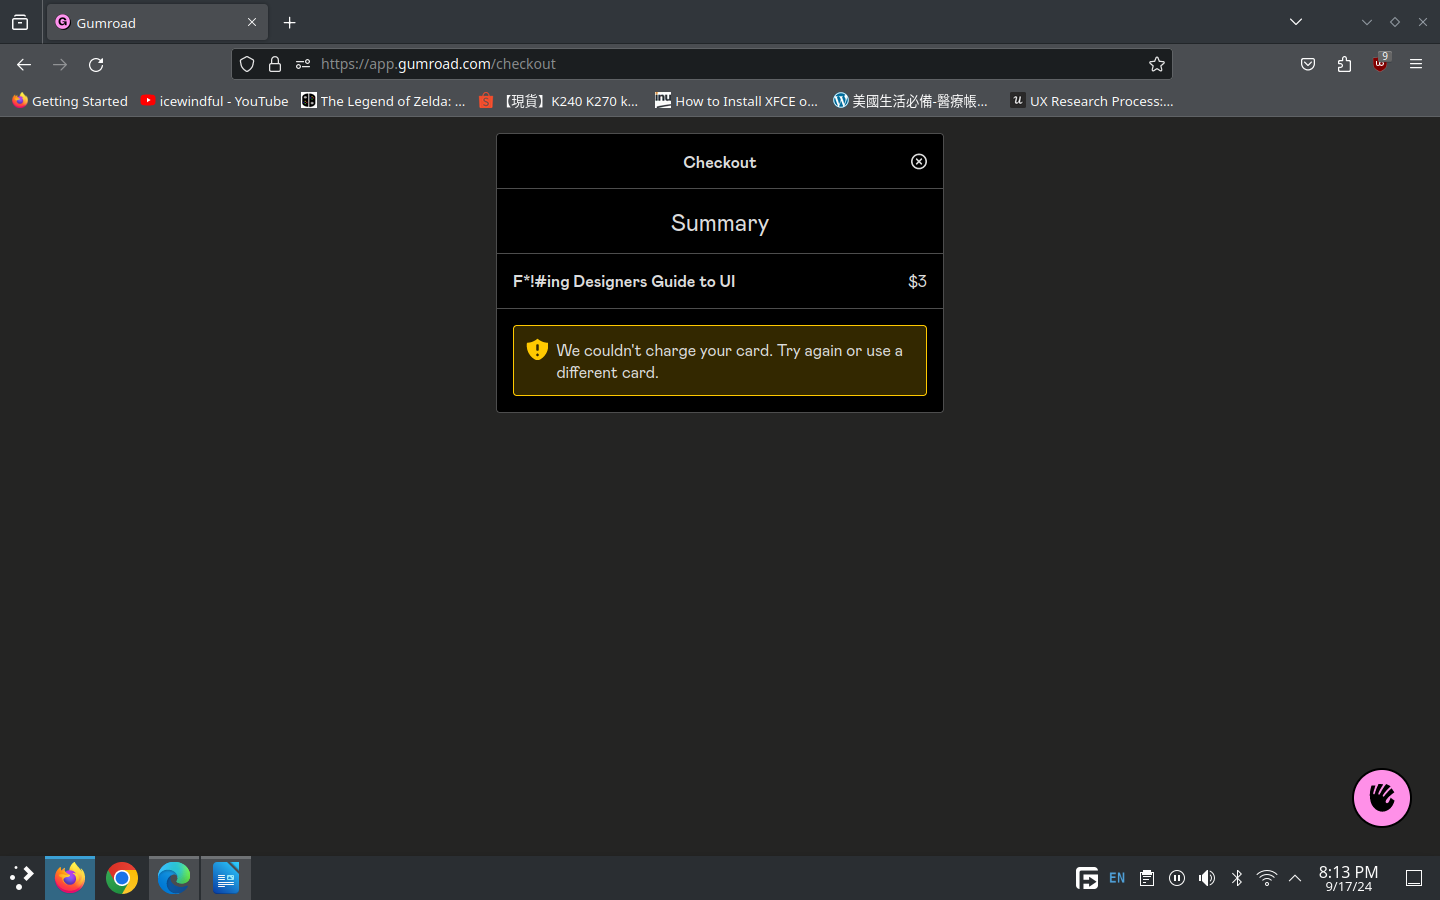 Gumroad
https://app.gumroad.com/checkout
9
Getting Started
icewindful - YouTube
The Legend of Zelda: ...
【現貨】K240 K270 k...
How to Install XFCE o...
美國生活必備-醫療帳...
UX Research Process:...
Checkout
Summary
F*!#ing Designers Guide to UI $3
We couldn't charge your card. Try again or use a
different card.
EN
8:13 PM
9/17/24